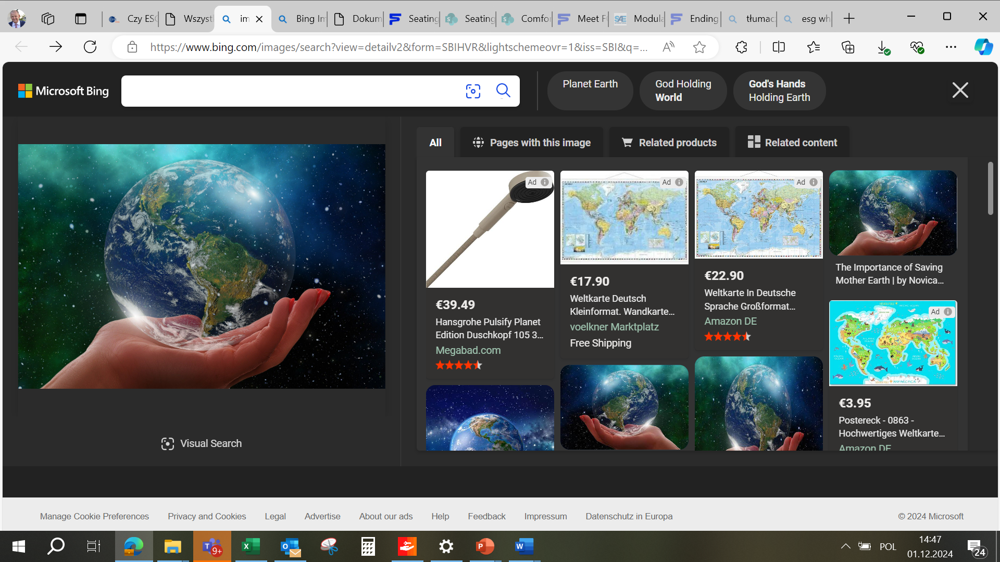 Czy ESG
Wszyst
im
Bing Im
Dokum
Seating
Seating
Comfor
Meet F
Modula
Ending
tłumac
esg wh
https://www.bing.com/images/search?view=detailv2&form=SBIHVR&lightschemeovr=1&iss=SBI&q=...
Microsoft Bing
Planet Earth
God Holding
World
God's Hands
Holding Earth
All
Pages with this image
Related products
Related content
Ad
€39.49
Hansgrohe Pulsify Planet
Edition Duschkopf 105 3...
Megabad.com
Ad
€17.90
Weltkarte Deutsch
Kleinformat. Wandkarte...
voelkner Marktplatz
Free Shipping
Ad
€22.90
Weltkarte In Deutsche
Sprache Großformat...
Amazon DE
The Importance of Saving
Mother Earth | by Novica...
Ad
ANTARCTICA
€3.95
Postereck - 0863 -
Hochwertiges Weltkarte...
Amazon DE
Visual Search
Manage Cookie Preferences
Privacy and Cookies
Legal
Advertise
About our ads
Help
Feedback
Impressum
Datenschutz in Europa
© 2024 Microsoft
9+
POL
14:47
01.12.2024
24